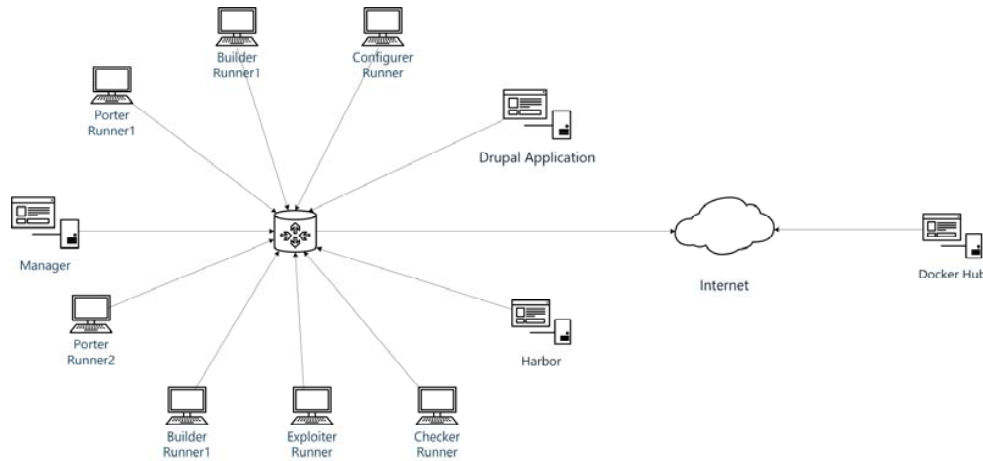 Builder
Runner1
Configurer
Runner
Porter
Runner1
Drupal Application
Manager
Internet
Docker Hub
Porter
Runner2
Harbor
Builder
Runner1
Exploiter
Runner
Checker
Runner